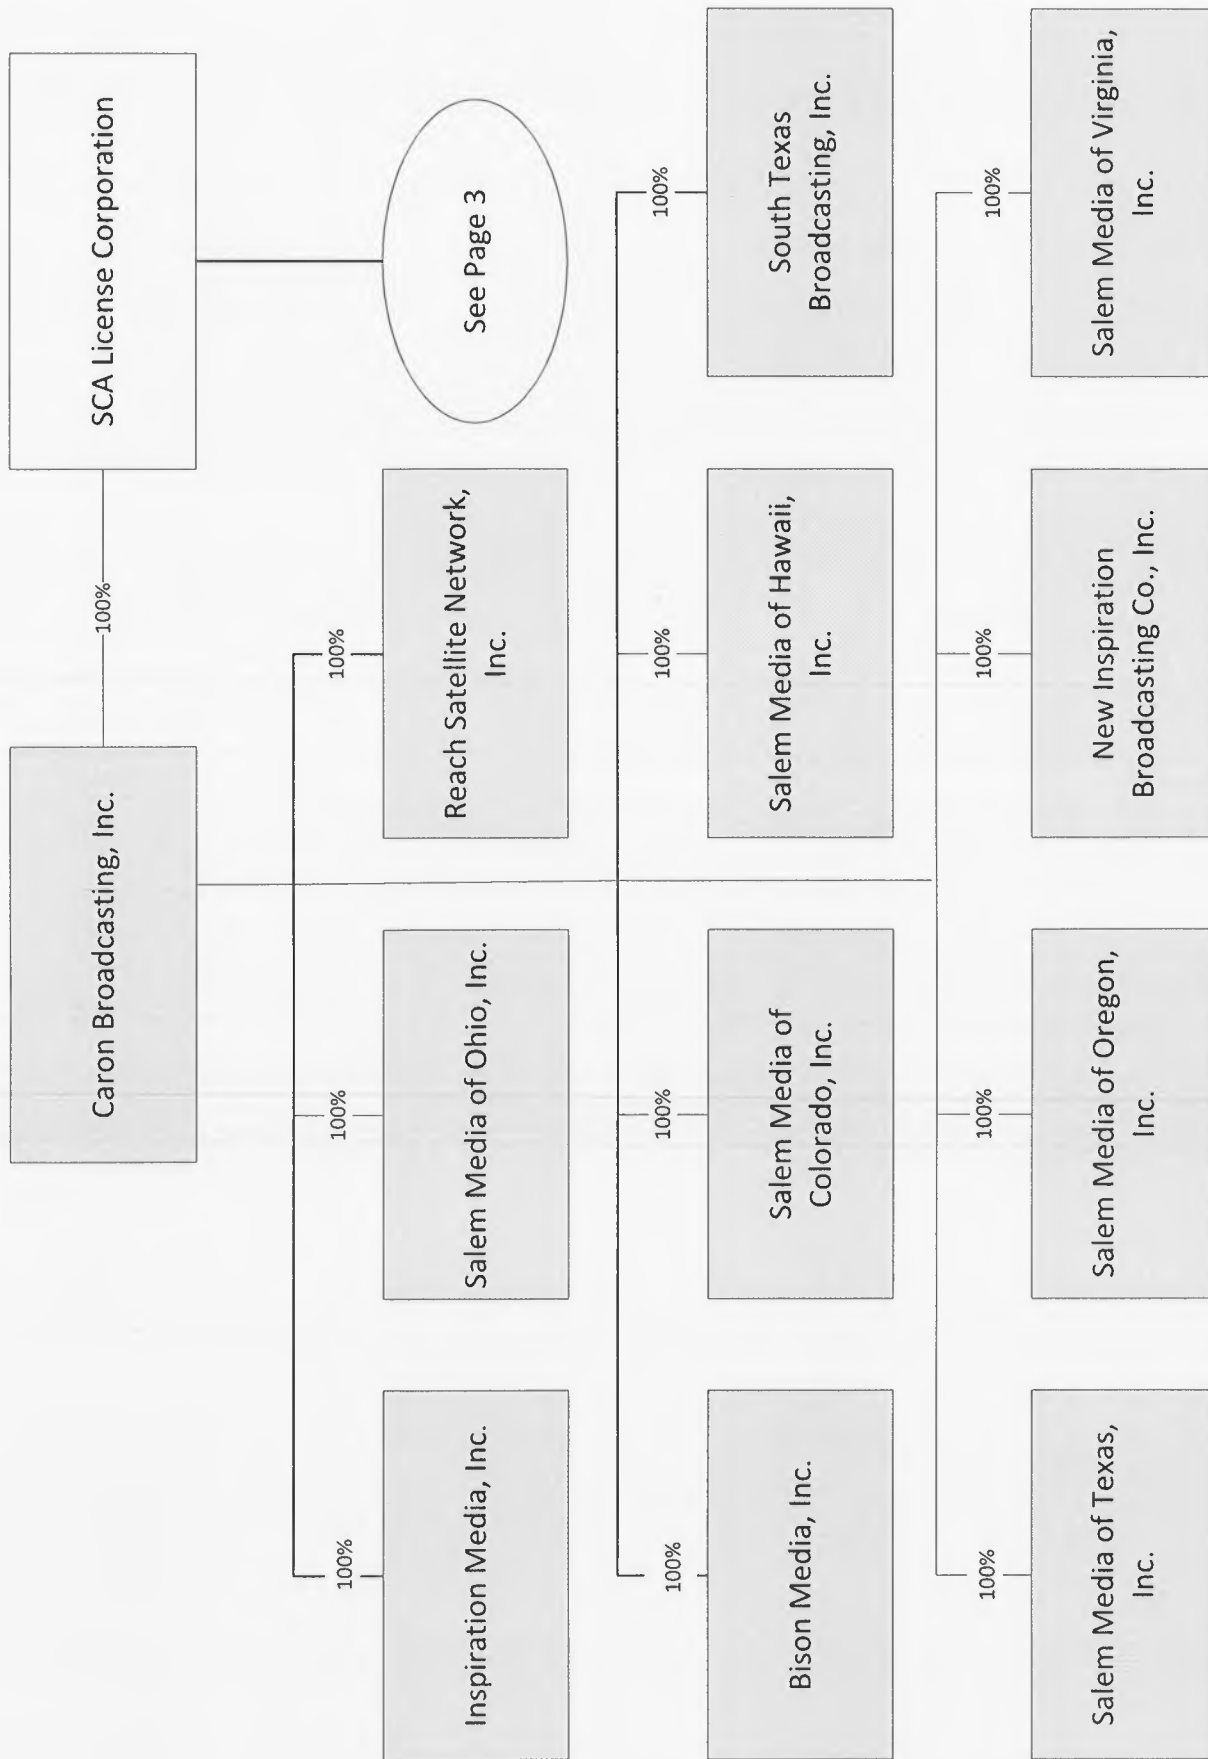 Caron Broadcasting, Inc.
100%
SCA License Corporation
100%
100%
100%
Inspiration Media, Inc.
Salem Media of Ohio, Inc.
Reach Satellite Network,
Inc.
See Page 3
100%
100%
100%
100%
Bison Media, Inc.
Salem Media of
Colorado, Inc.
Salem Media of Hawaii,
Inc.
South Texas
Broadcasting, Inc.
100%
100%
100%
100%
Salem Media of Texas,
Inc.
Salem Media of Oregon,
Inc.
New Inspiration
Broadcasting Co., Inc.
Salem Media of Virginia,
Inc.